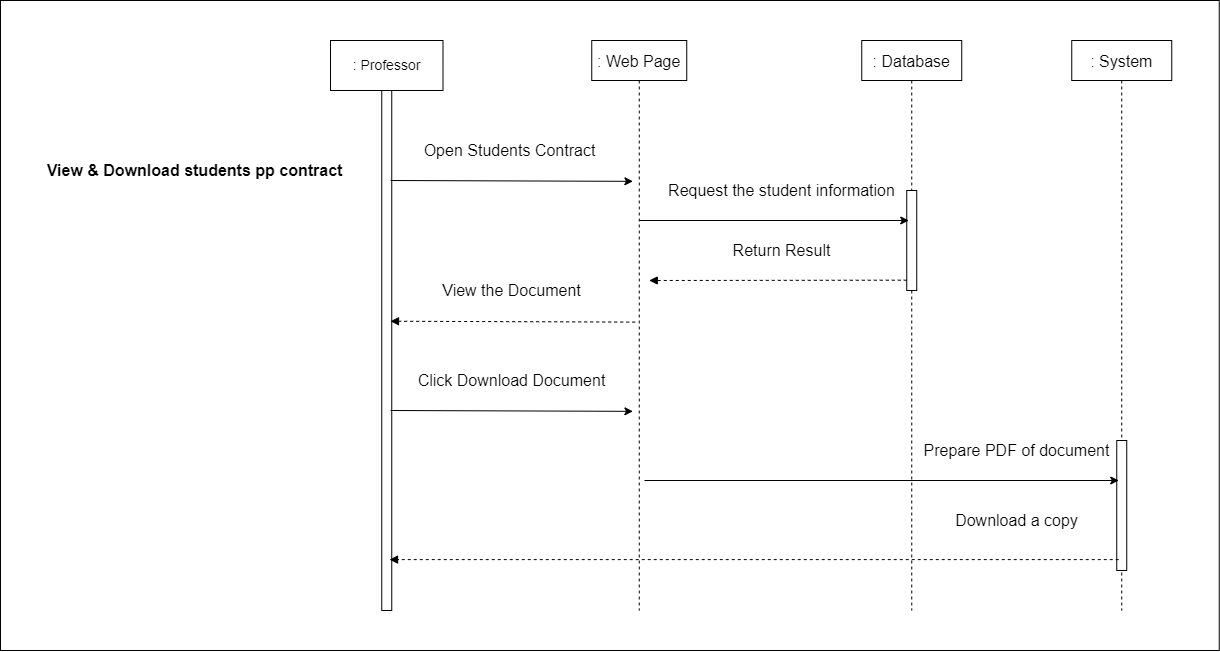 : Professor
: Web Page
: Database
: System
Open Students Contract
View & Download students pp contract
Request the student information
Return Result
View the Document
Click Download Document
Prepare PDF of document
Download a copy